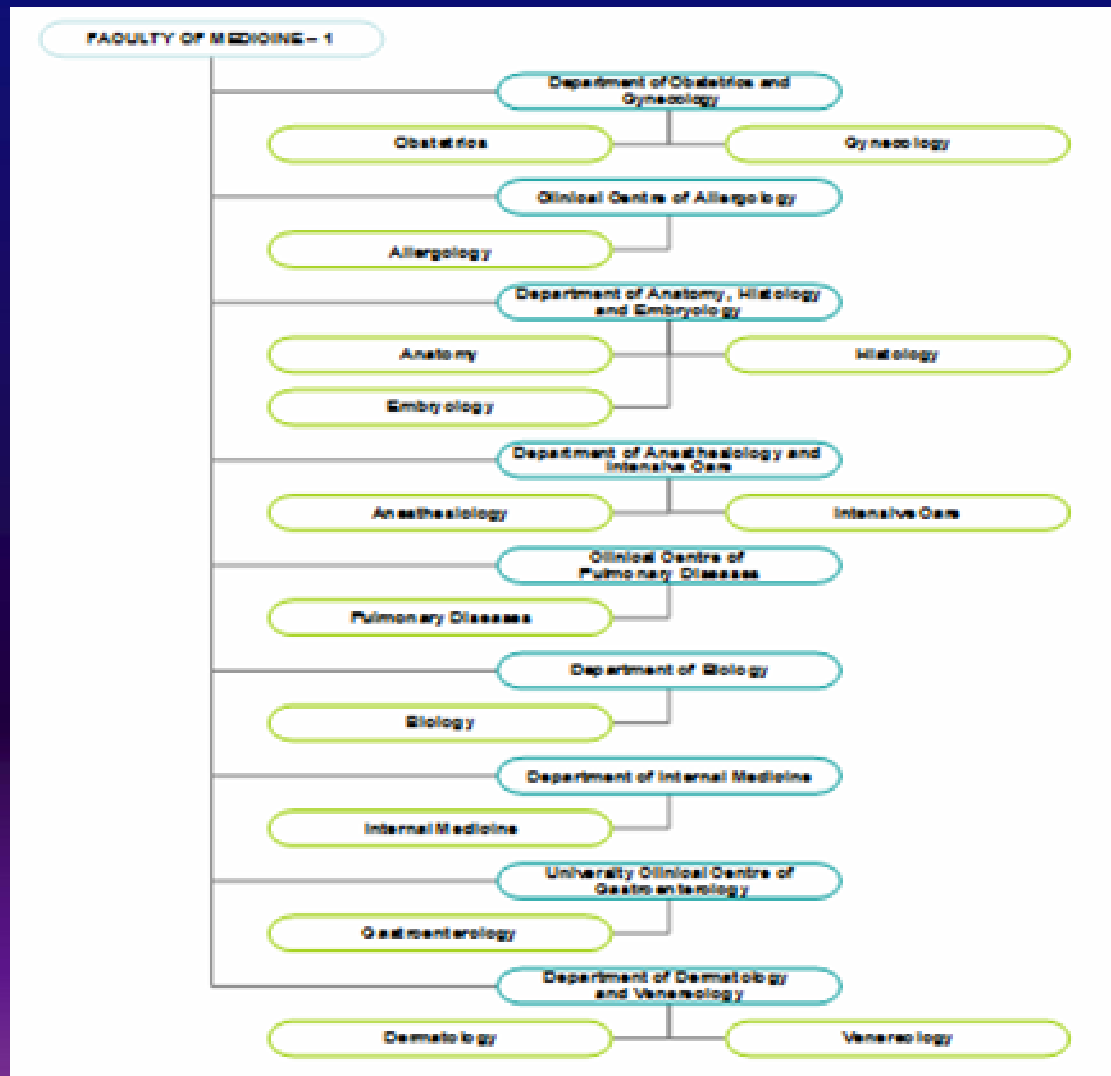 FACULTY OF MEDICINE – 1
Department of Obstetrics and
Gynecology
Obstetrics
Gynecology
Clinical Centre of Allergology
Allergology
Department of Anatomy, Histology
and Embryology
Anatomy
Histology
Embryology
Department of Anesthesiology and
Intensive Care
Anesthesiology
Intensive Care
Clinical Centre of
Pulmonary Diseases
Pulmonary Diseases
Department of Biology
Biology
Department of Internal Medicine
Internal Medicine
University Clinical Centre of
Gastroenterology
Gastroenterology
Department of Dermatology
and Venereology
Dermatology
Venereology